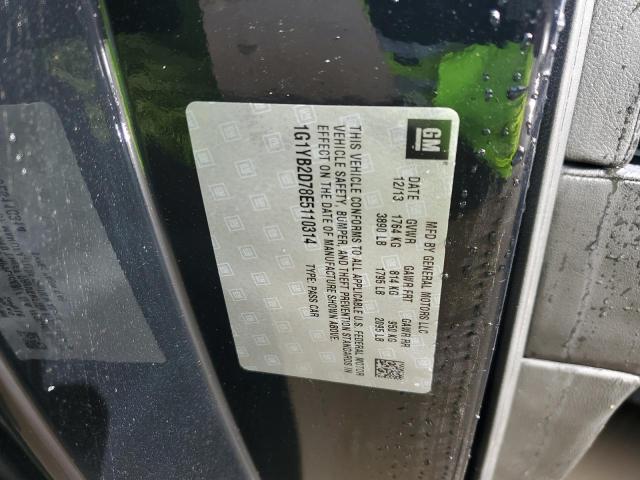 GM
MFD BY GENERAL MOTORS LLC
DATE GVWR GAWR FRT GAWR RR
12/13 1764 KG 814 KG 950 KG
3890 LB 1795 LB 2095 LB
THIS VEHICLE CONFORMS TO ALL APPLICABLE U.S. FEDERAL MOTOR
VEHICLE SAFETY, BUMPER, AND THEFT PREVENTION STANDARDS IN
EFFECT ON THE DATE OF MANUFACTURE SHOWN ABOVE.
1G1YB2D78E5110314 TYPE: PASS CAR